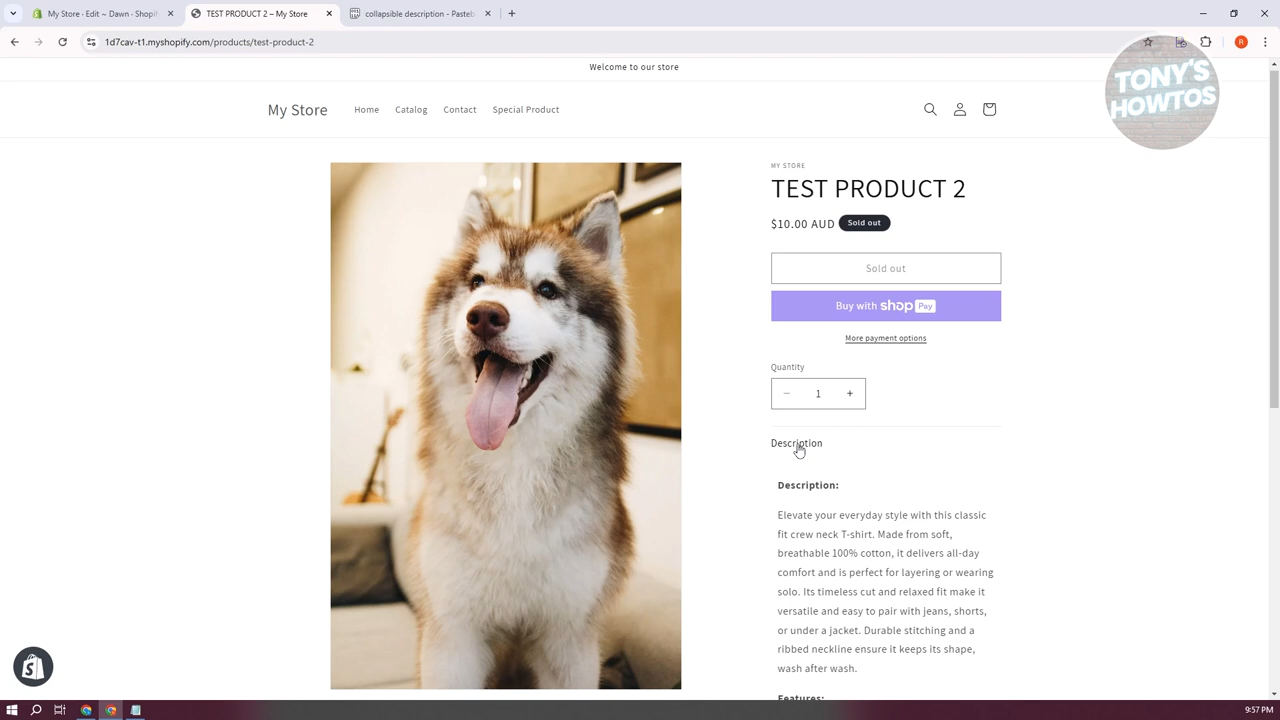 My Store · Edit ~ Dawn · Shopif
TEST PRODUCT 2 – My Store
collapsible description - Pasteb
1d7cav-t1.myshopify.com/products/test-product-2
R
Welcome to our store
TONY'S
HOWTOS
My Store
Home
Catalog
Contact
Special Product
MY STORE
TEST PRODUCT 2
$10.00 AUD
Sold out
Sold out
Buy with shop Pay
More payment options
Quantity
1
Description
Description:
Elevate your everyday style with this classic
fit crew neck T-shirt. Made from soft,
breathable 100% cotton, it delivers all-day
comfort and is perfect for layering or wearing
solo. Its timeless cut and relaxed fit make it
versatile and easy to pair with jeans, shorts,
or under a jacket. Durable stitching and a
ribbed neckline ensure it keeps its shape,
wash after wash.
Features:
9:57 PM